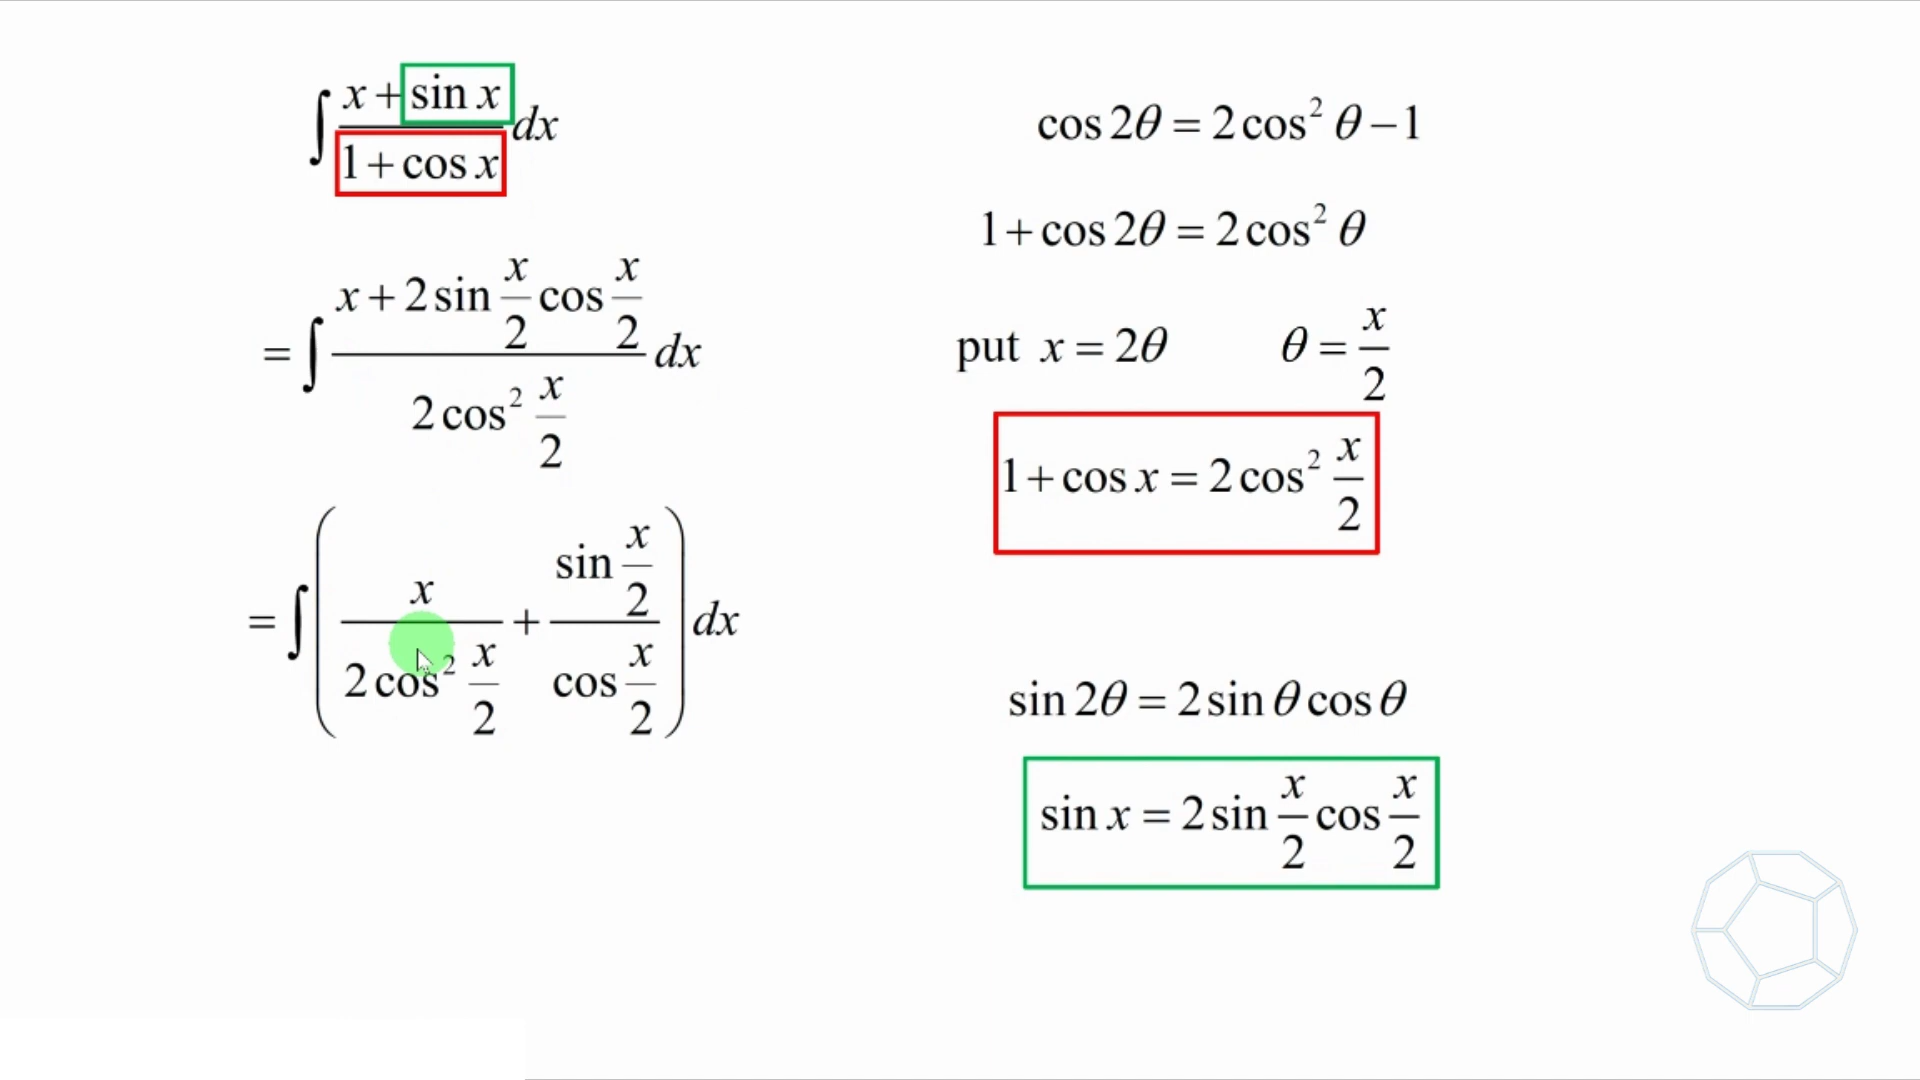 ∫ (x + sin x)/(1 + cos x) dx
= ∫ (x + 2 sin x/2 cos x/2)/(2 cos² x/2) dx
= ∫ ( x/(2 cos² x/2) + (sin x/2)/(cos x/2) ) dx
cos 2θ = 2 cos² θ − 1
1 + cos 2θ = 2 cos² θ
put x = 2θ θ = x/2
1 + cos x = 2 cos² x/2
sin 2θ = 2 sin θ cos θ
sin x = 2 sin x/2 cos x/2